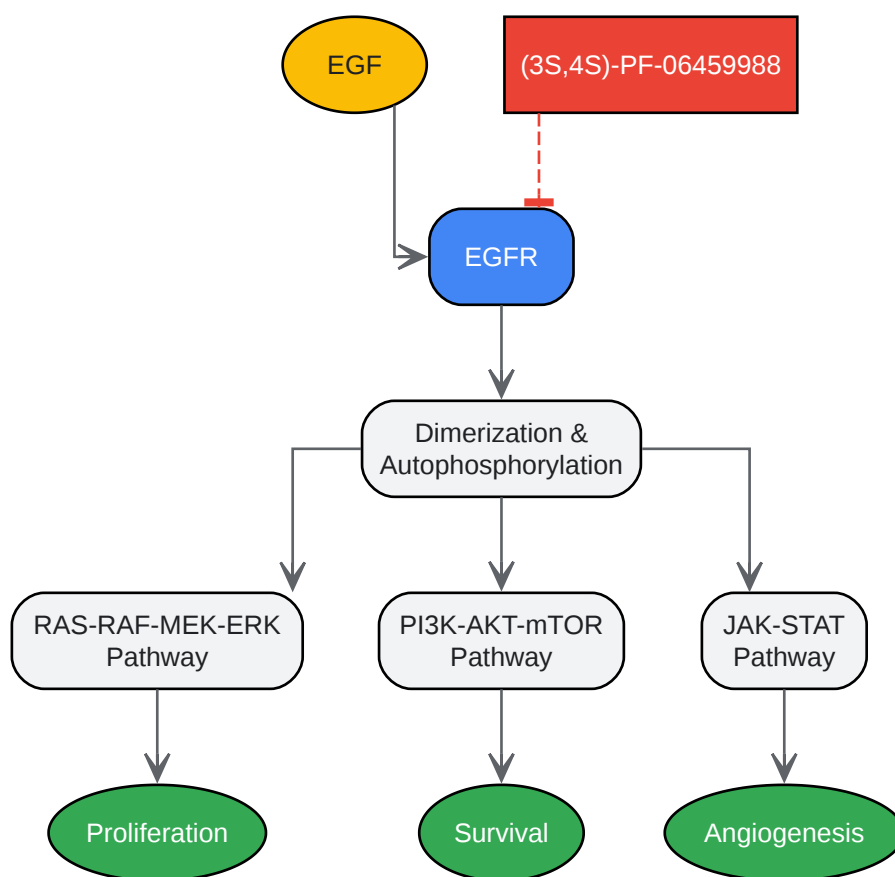 EGF
(3S,4S)-PF-06459988
EGFR
Dimerization &
Autophosphorylation
RAS-RAF-MEK-ERK
Pathway
PI3K-AKT-mTOR
Pathway
JAK-STAT
Pathway
Proliferation
Survival
Angiogenesis